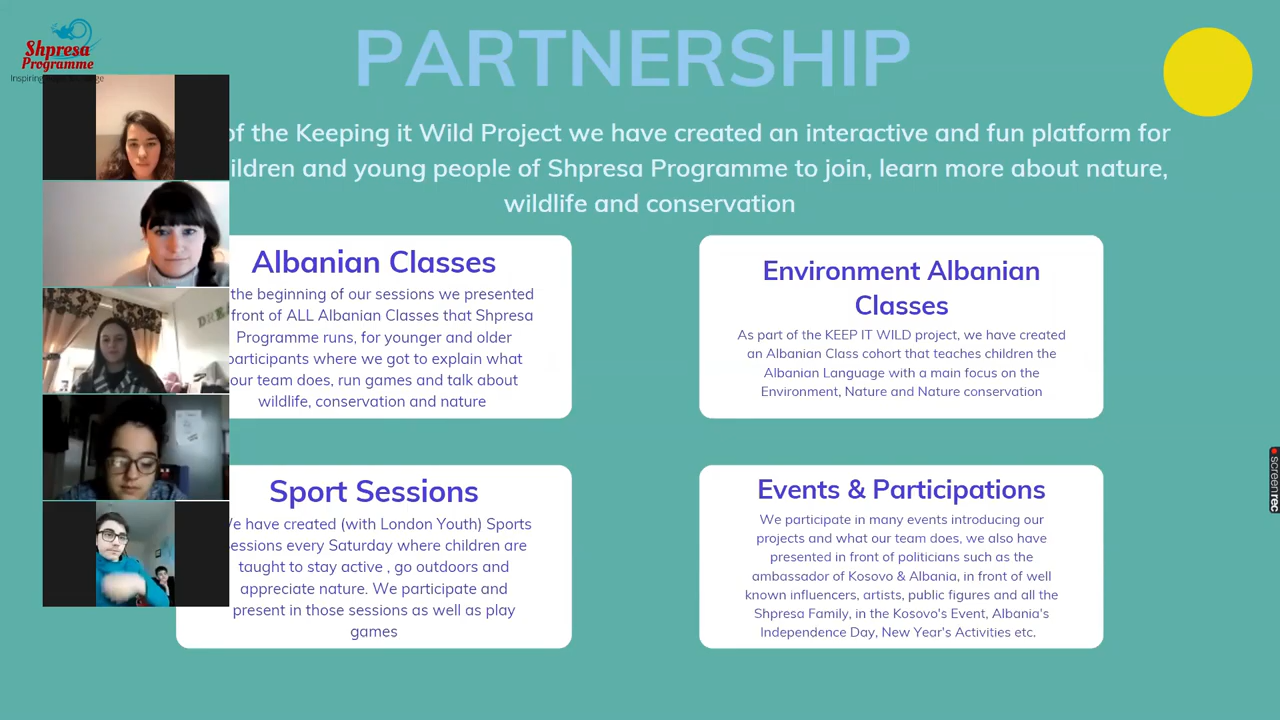 Shpresa
Programme
PARTNERSHIP
of the Keeping it Wild Project we have created an interactive and fun platform for
and young people of Shpresa Programme to join, learn more about nature,
wildlife and conservation
Albanian Classes
the beginning of our sessions we presented
front of ALL Albanian Classes that Shpresa
Programme runs, for younger and older
participants where we got to explain what
our team does, run games and talk about
wildlife, conservation and nature
Environment Albanian
Classes
As part of the KEEP IT WILD project, we have created
an Albanian Class cohort that teaches children the
Albanian Language with a main focus on the
Environment, Nature and Nature conservation
Sport Sessions
We have created (with London Youth) Sports
sessions every Saturday where children are
taught to stay active , go outdoors and
appreciate nature. We participate and
present in those sessions as well as play
games
Events & Participations
We participate in many events introducing our
projects and what our team does, we also have
presented in front of politicians such as the
ambassador of Kosovo & Albania, in front of well
known influencers, artists, public figures and all the
Shpresa Family, in the Kosovo's Event, Albania's
Independence Day, New Year's Activities etc.
Screenrec